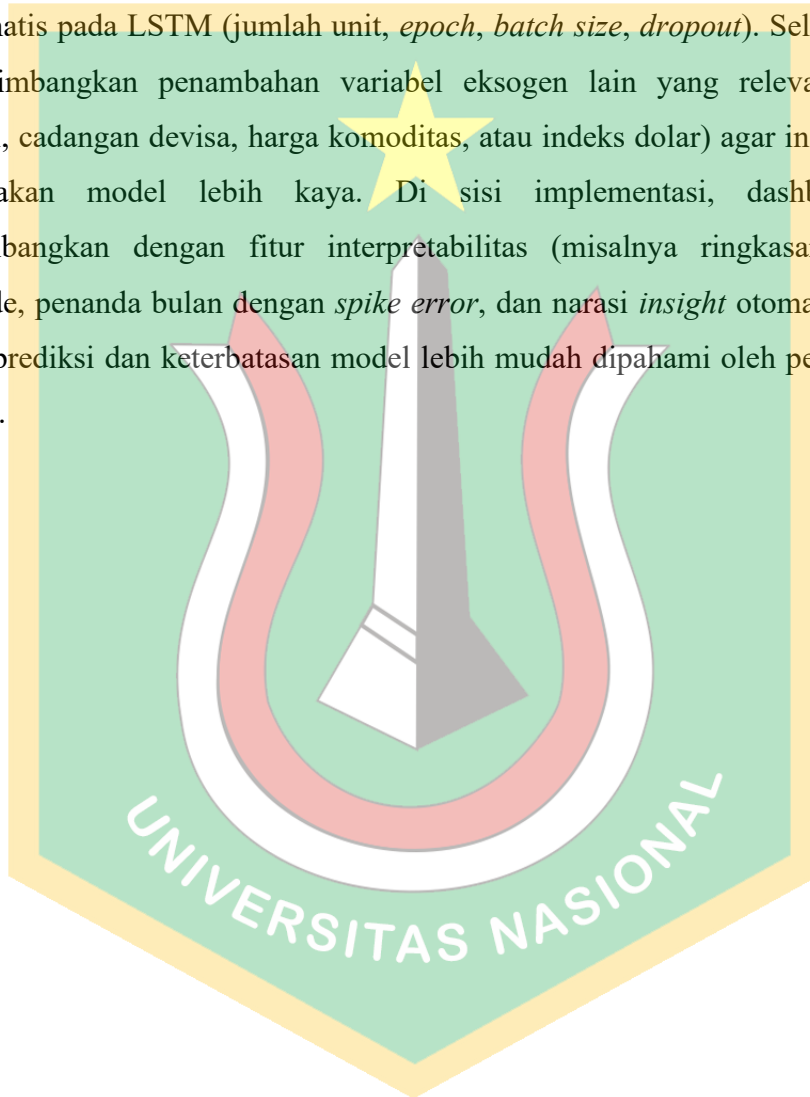 natis pada LSTM (jumlah unit, epoch, batch size, dropout). Sel
imbangkan penambahan variabel eksogen lain yang releva
, cadangan devisa, harga komoditas, atau indeks dolar) agar in
akan model lebih kaya. Di sisi implementasi, dashb
bangkan dengan fitur interpretabilitas (misalnya ringkasa
le, penanda bulan dengan spike error, dan narasi insight otoma
prediksi dan keterbatasan model lebih mudah dipahami oleh pe
.
UNIVERSITAS NASIONAL